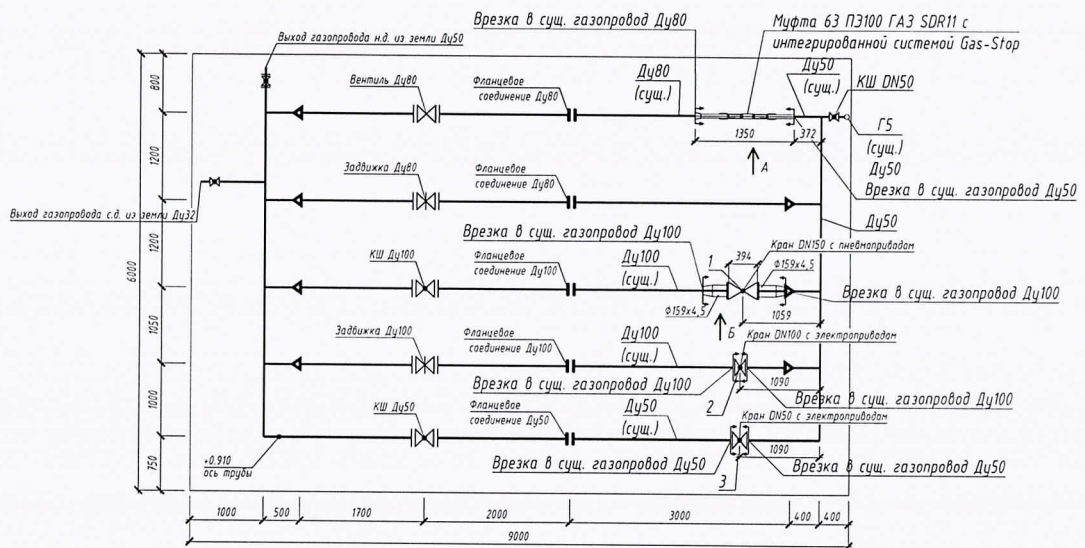 Врезка в сущ. газопровод Ду80
Муфта 63 ПЭ100 ГАЗ SDR11 с
интегрированной системой Gas-Stop
Выход газопровода н.д. из земли Ду50
Вентиль Ду80
Фланцевое
соединение Ду80
Ду80
(сущ.)
Ду50
(сущ.)
КШ DN50
Г5
(сущ.)
Ду50
1350
372
А
Врезка в сущ. газопровод Ду50
Задвижка Ду80
Фланцевое
соединение Ду80
Выход газопровода с.д. из земли Ду32
Ду50
Врезка в сущ. газопровод Ду100
Кран DN150 с пневмоприводом
394
КШ Ду100
Фланцевое
соединение Ду100
Ду100
(сущ.)
1
Ф159х4,5
Ф159х4,5
Врезка в сущ. газопровод Ду100
1059
Б
Задвижка Ду100
Фланцевое
соединение Ду100
Ду100
(сущ.)
Кран DN100 с электроприводом
Врезка в сущ. газопровод Ду100
1090
2
Врезка в сущ. газопровод Ду100
КШ Ду50
Фланцевое
соединение Ду50
Ду50
(сущ.)
Кран DN50 с электроприводом
+0.910
ось трубы
Врезка в сущ. газопровод Ду50
1090
3
Врезка в сущ. газопровод Ду50
800
1200
1200
1050
1000
750
6000
1000
500
1700
2000
3000
400
400
9000